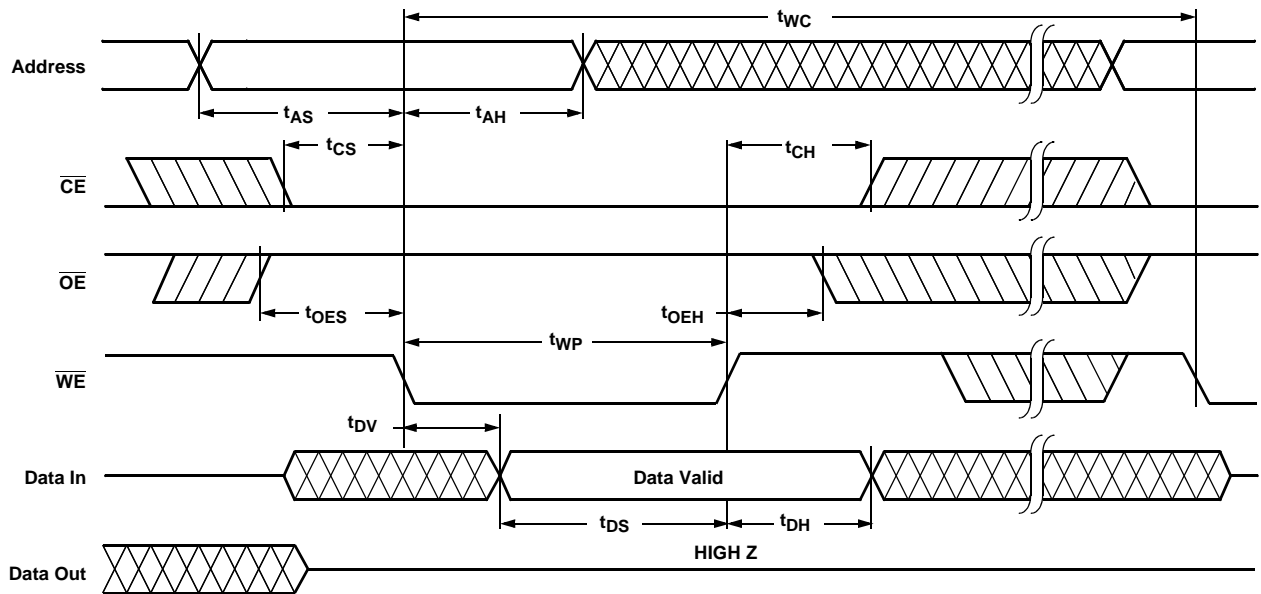 tWC
Address
tAS
tAH
tCS
tCH
CE
OE
tOES
tOEH
tWP
WE
tDV
Data In
Data Valid
tDS
tDH
HIGH Z
Data Out